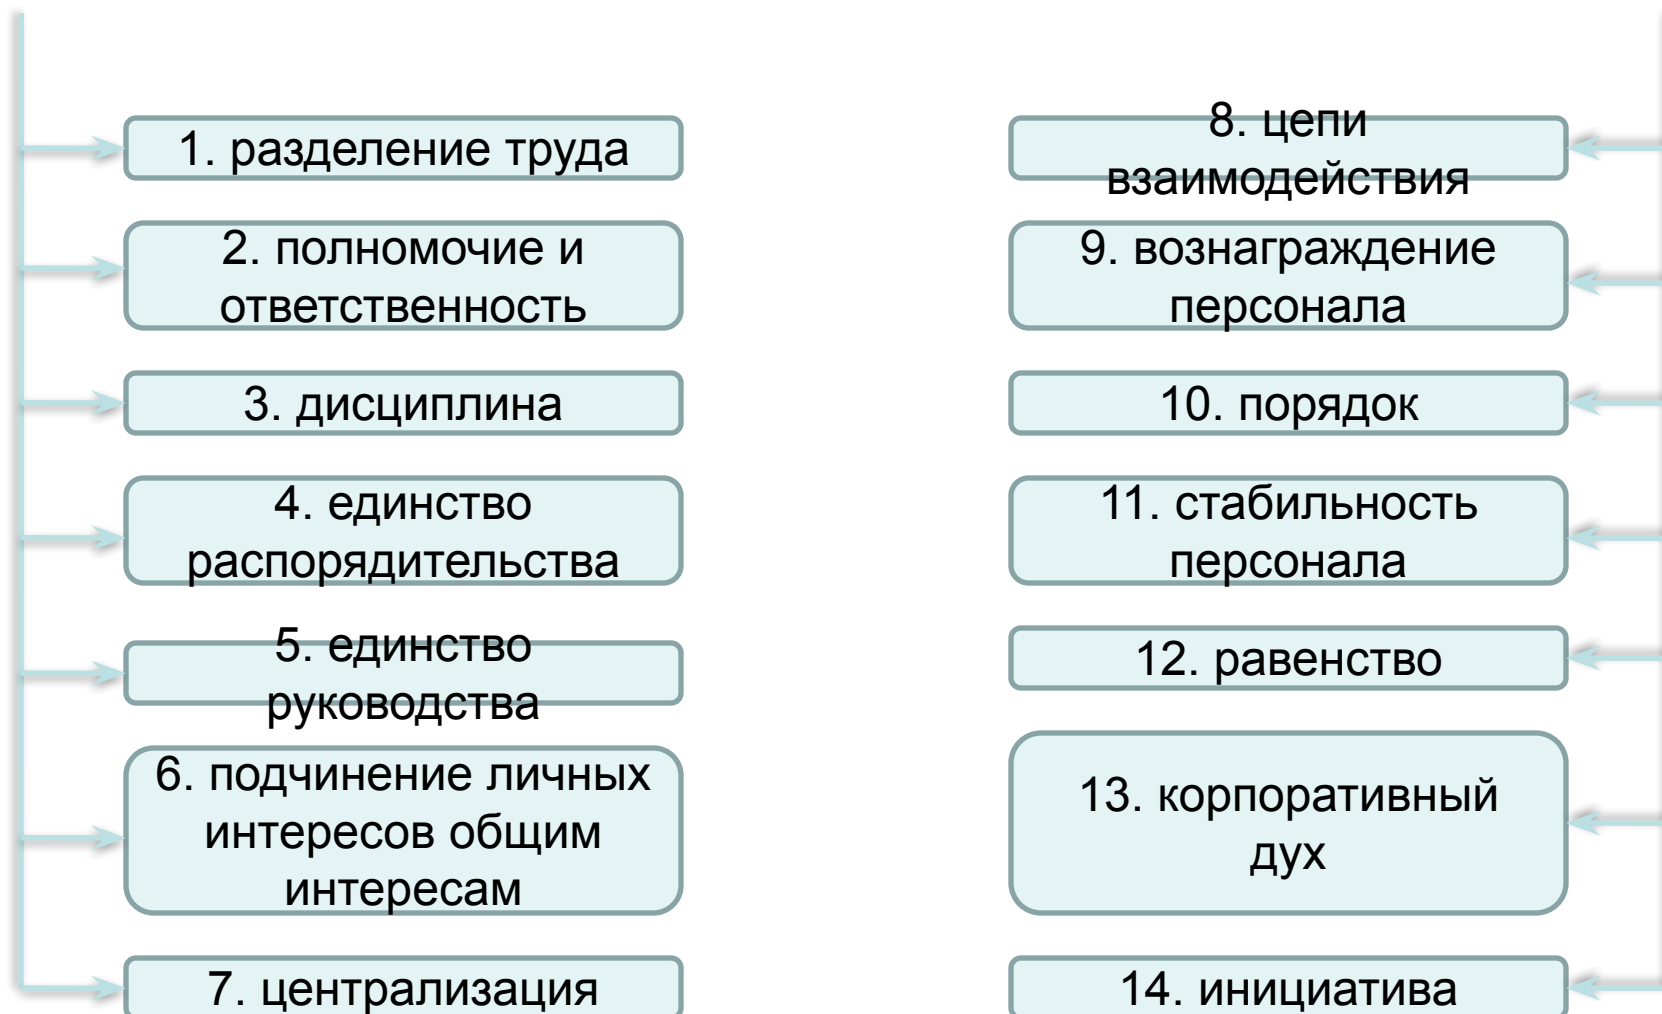 1. разделение труда
2. полномочие и
ответственность
3. дисциплина
4. единство
распорядительства
5. единство
руководства
6. подчинение личных
интересов общим
интересам
7. централизация
8. цепи
взаимодействия
9. вознаграждение
персонала
10. порядок
11. стабильность
персонала
12. равенство
13. корпоративный
дух
14. инициатива